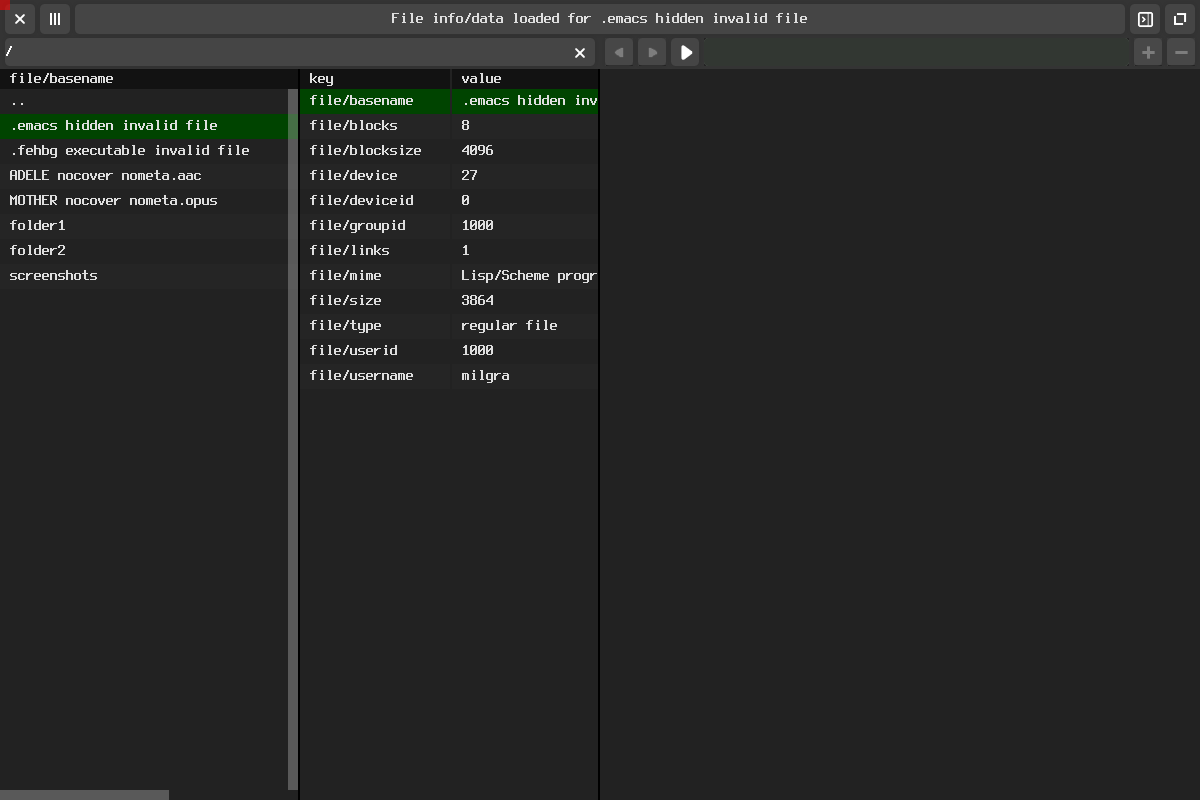 File info/data loaded for .emacs hidden invalid file
/
file/basename
..
.emacs hidden invalid file
.fehbg executable invalid file
ADELE nocover nometa.aac
MOTHER nocover nometa.opus
folder1
folder2
screenshots
key value
file/basename .emacs hidden inv
file/blocks 8
file/blocksize 4096
file/device 27
file/deviceid 0
file/groupid 1000
file/links 1
file/mime Lisp/Scheme progr
file/size 3864
file/type regular file
file/userid 1000
file/username milgra